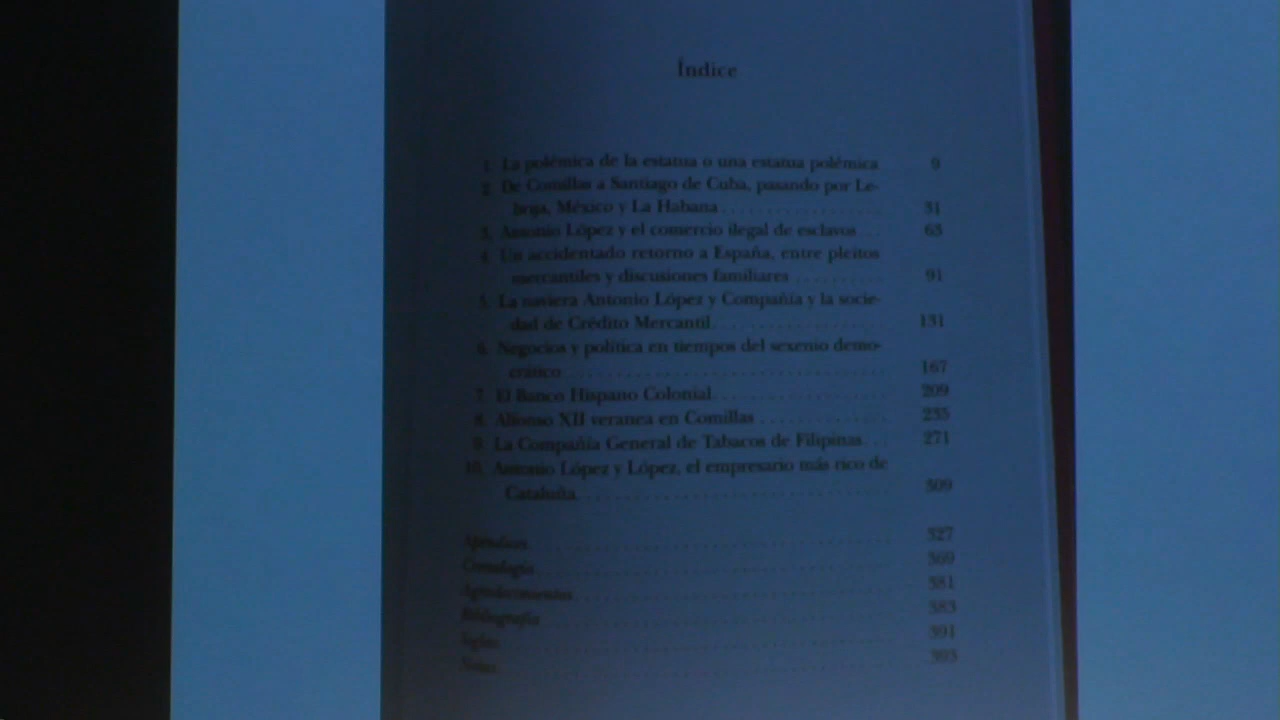 Índice
1. La polémica de la estatua o una estatua polémica 9
2. De Comillas a Santiago de Cuba, pasando por Le-
bega, México y La Habana 31
3. Antonio López y el comercio ilegal de esclavos 63
4. Un accidentado retorno a España, entre pleitos
mercantiles y discusiones familiares 91
5. La naviera Antonio López y Compañía y la socie-
dad de Crédito Mercantil 131
6. Negocios y política en tiempos del sexenio demo-
crático 167
7. El Banco Hispano Colonial 209
8. Alfonso XII veranea en Comillas 235
9. La Compañía General de Tabacos de Filipinas 271
10. Antonio López y López, el empresario más rico de
Cataluña 309
Apéndices 327
Cronología 369
Agradecimientos 381
Bibliografía 383
Siglas 391
Notas 393